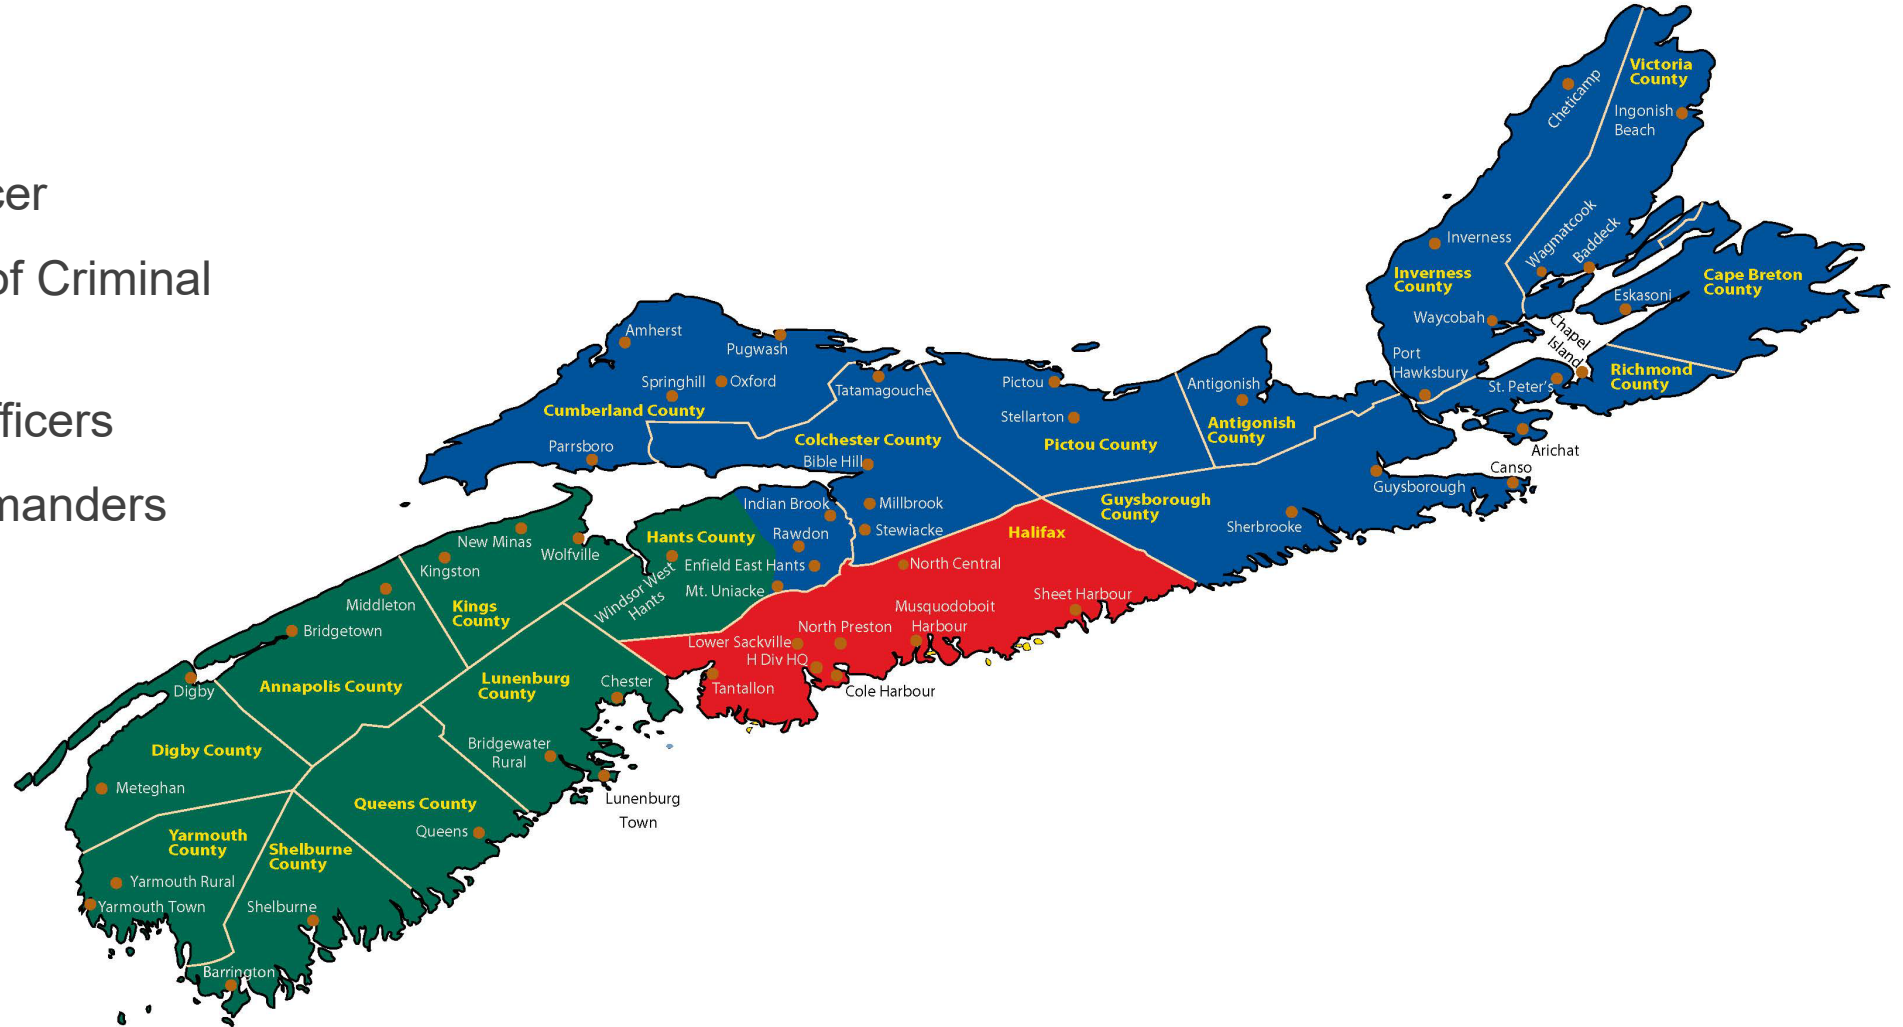 cer
of Criminal
fficers
manders
Victoria
County
Cheticamp
Ingonish
Beach
Wagmatcook
Baddeck
Inverness
Inverness
County
Cape Breton
County
Eskasoni
Waycobah
Chapel
Island
Port
Hawksbury
St. Peter's
Richmond
County
Arichat
Canso
Guysborough
Amherst
Pugwash
Springhill
Oxford
Cumberland County
Parrsboro
Tatamagouche
Colchester County
Bible Hill
Pictou
Stellarton
Pictou County
Antigonish
Antigonish
County
Guysborough
County
Sherbrooke
Indian Brook
Millbrook
Rawdon
Stewiacke
Hants County
Enfield East Hants
Windsor West
Hants
Mt. Uniacke
Halifax
North Central
Sheet Harbour
Musquodoboit
Harbour
North Preston
Lower Sackville
H Div HQ
Tantallon
Cole Harbour
New Minas
Wolfville
Kingston
Middleton
Kings
County
Bridgetown
Digby
Annapolis County
Lunenburg
County
Chester
Digby County
Bridgewater
Rural
Meteghan
Lunenburg
Town
Queens County
Queens
Yarmouth
County
Shelburne
County
Yarmouth Rural
Yarmouth Town
Shelburne
Barrington